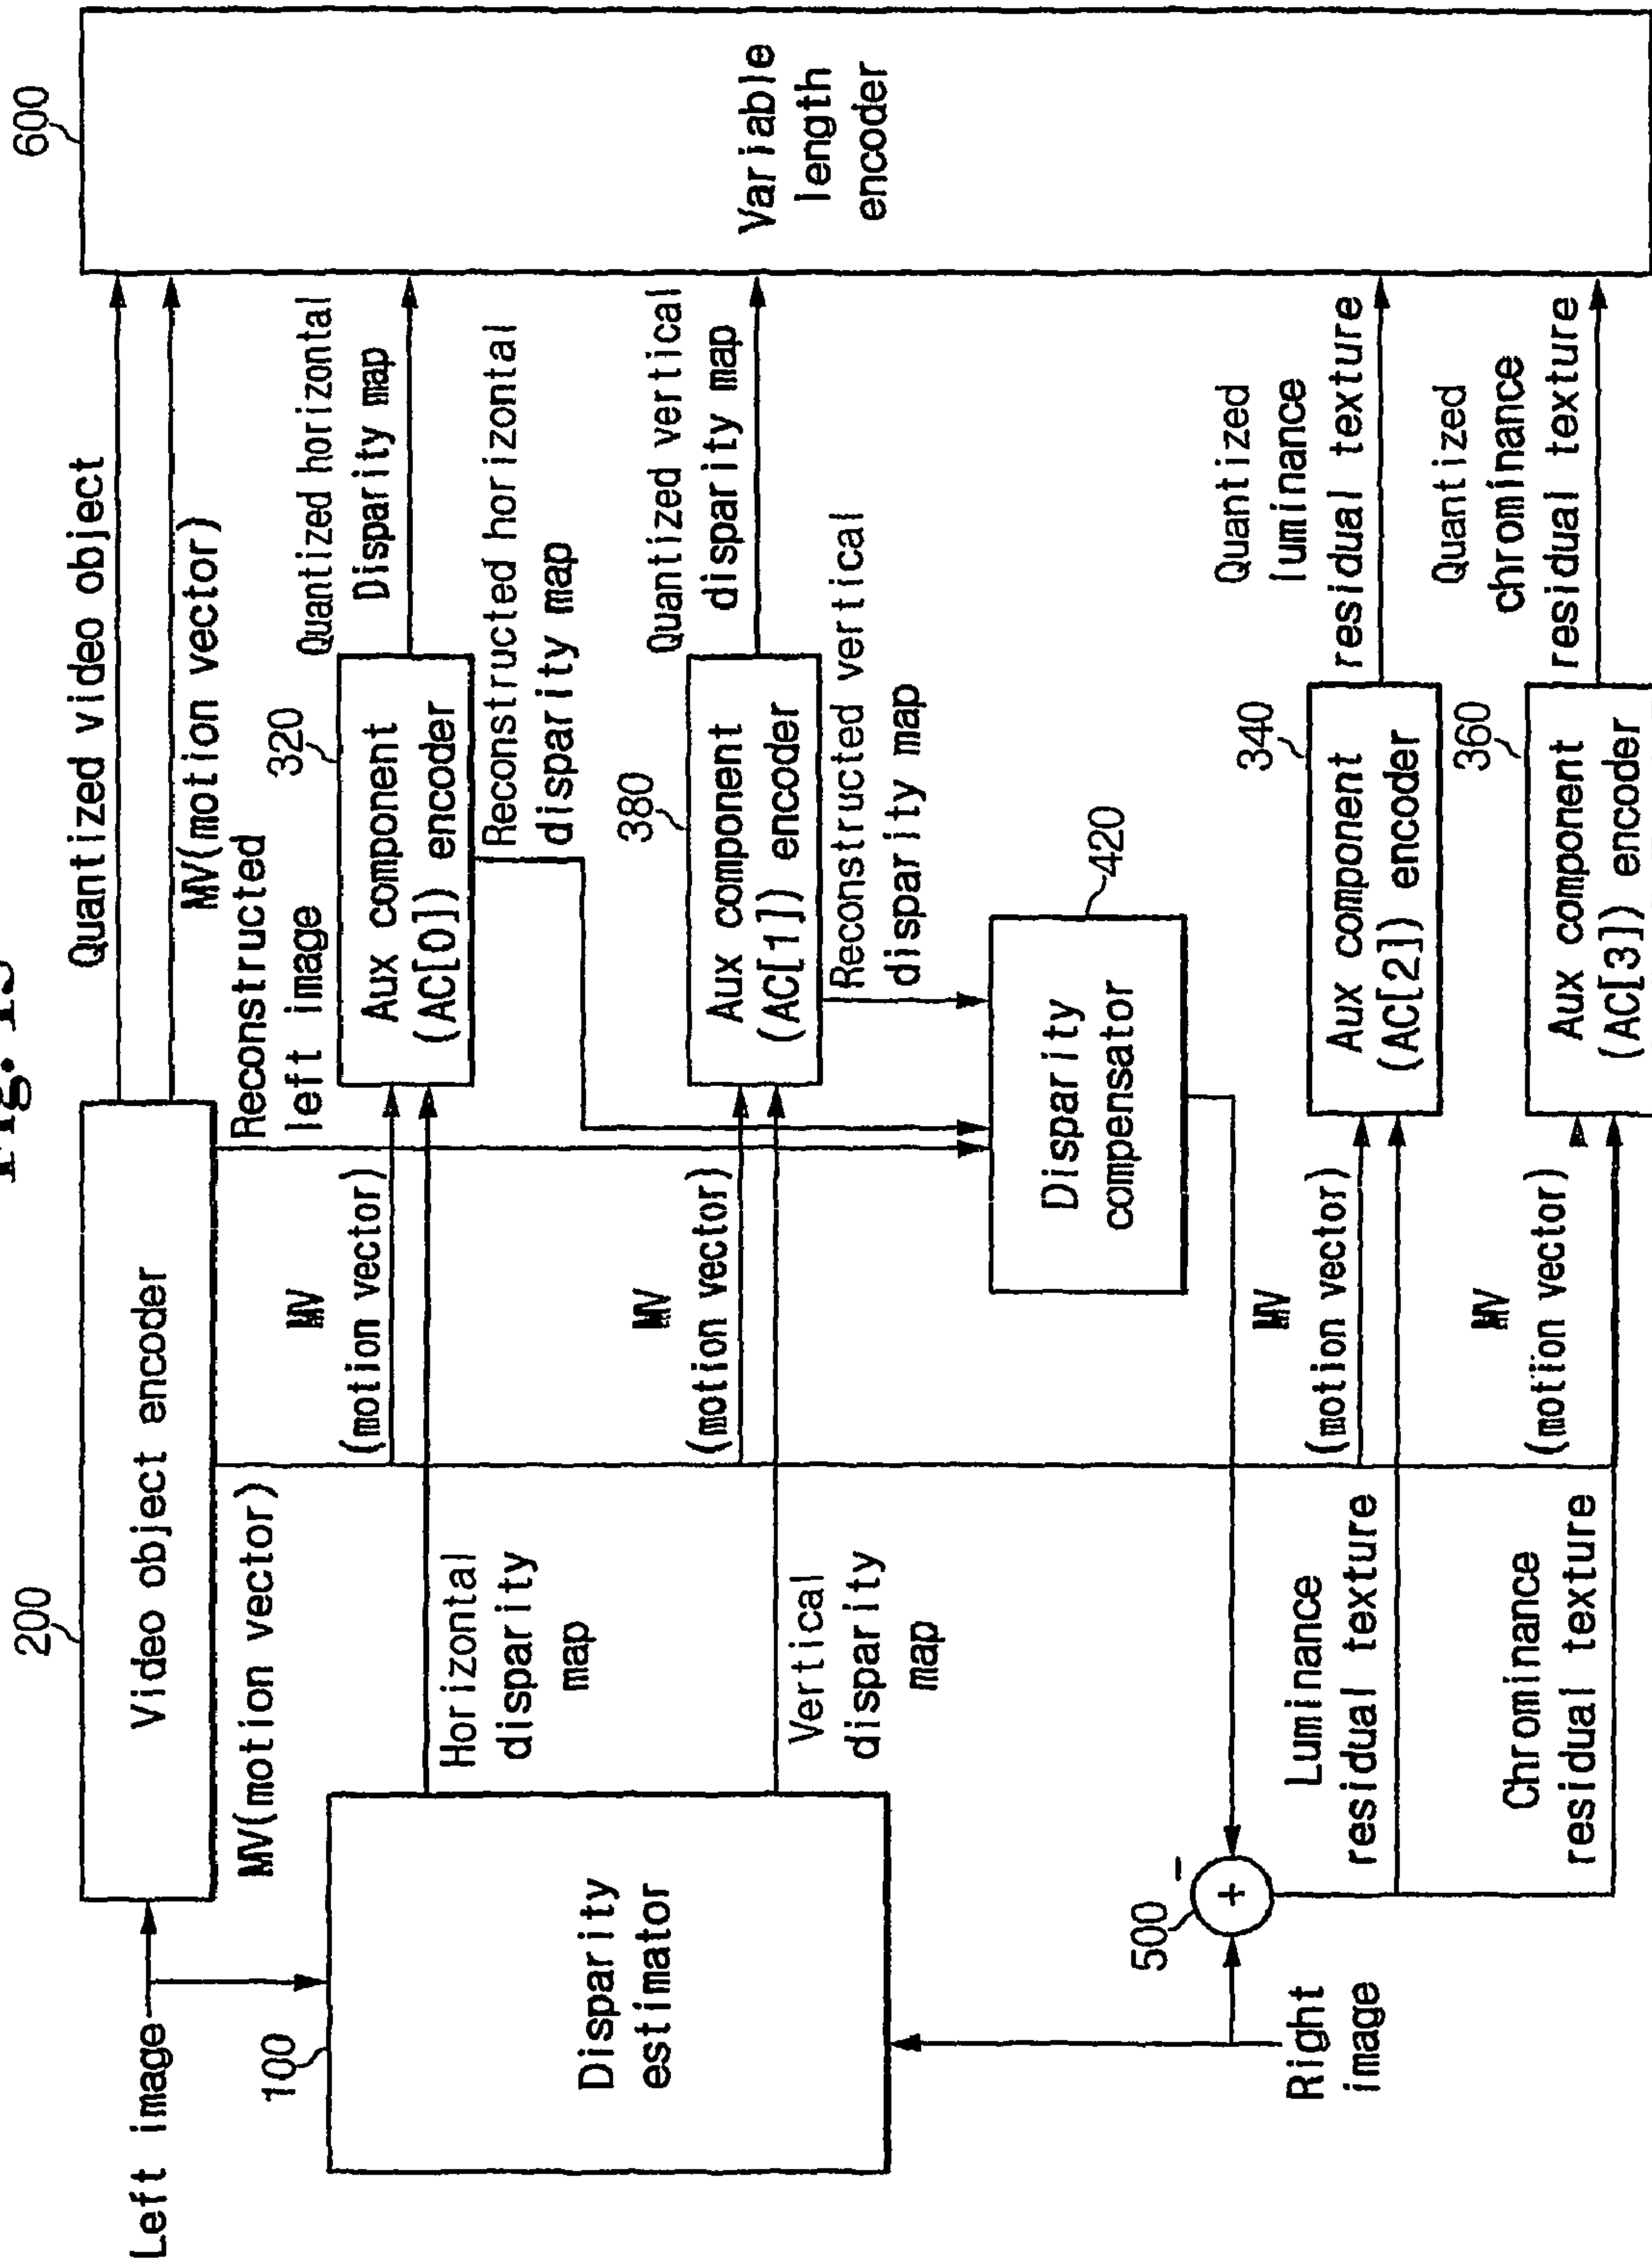 Left image
200
Video object encoder
Quantized video object
MV(motion vector)
600
Variable
length
encoder
MV(motion vector)
Reconstructed
left image
100
Disparity
estimator
Horizontal
disparity
map
MV
(motion vector)
320
Aux component
(AC[0]) encoder
Quantized horizontal
Disparity map
Reconstructed horizontal
disparity map
Vertical
disparity
map
MV
(motion vector)
380
Aux component
(AC[1]) encoder
Quantized vertical
disparity map
Reconstructed vertical
disparity map
420
Disparity
compensator
500
+
−
Right
image
Luminance
residual texture
MV
(motion vector)
340
Aux component
(AC[2]) encoder
Quantized
luminance
residual texture
Chrominance
residual texture
MV
(motion vector)
360
Aux component
(AC[3]) encoder
Quantized
chrominance
residual texture